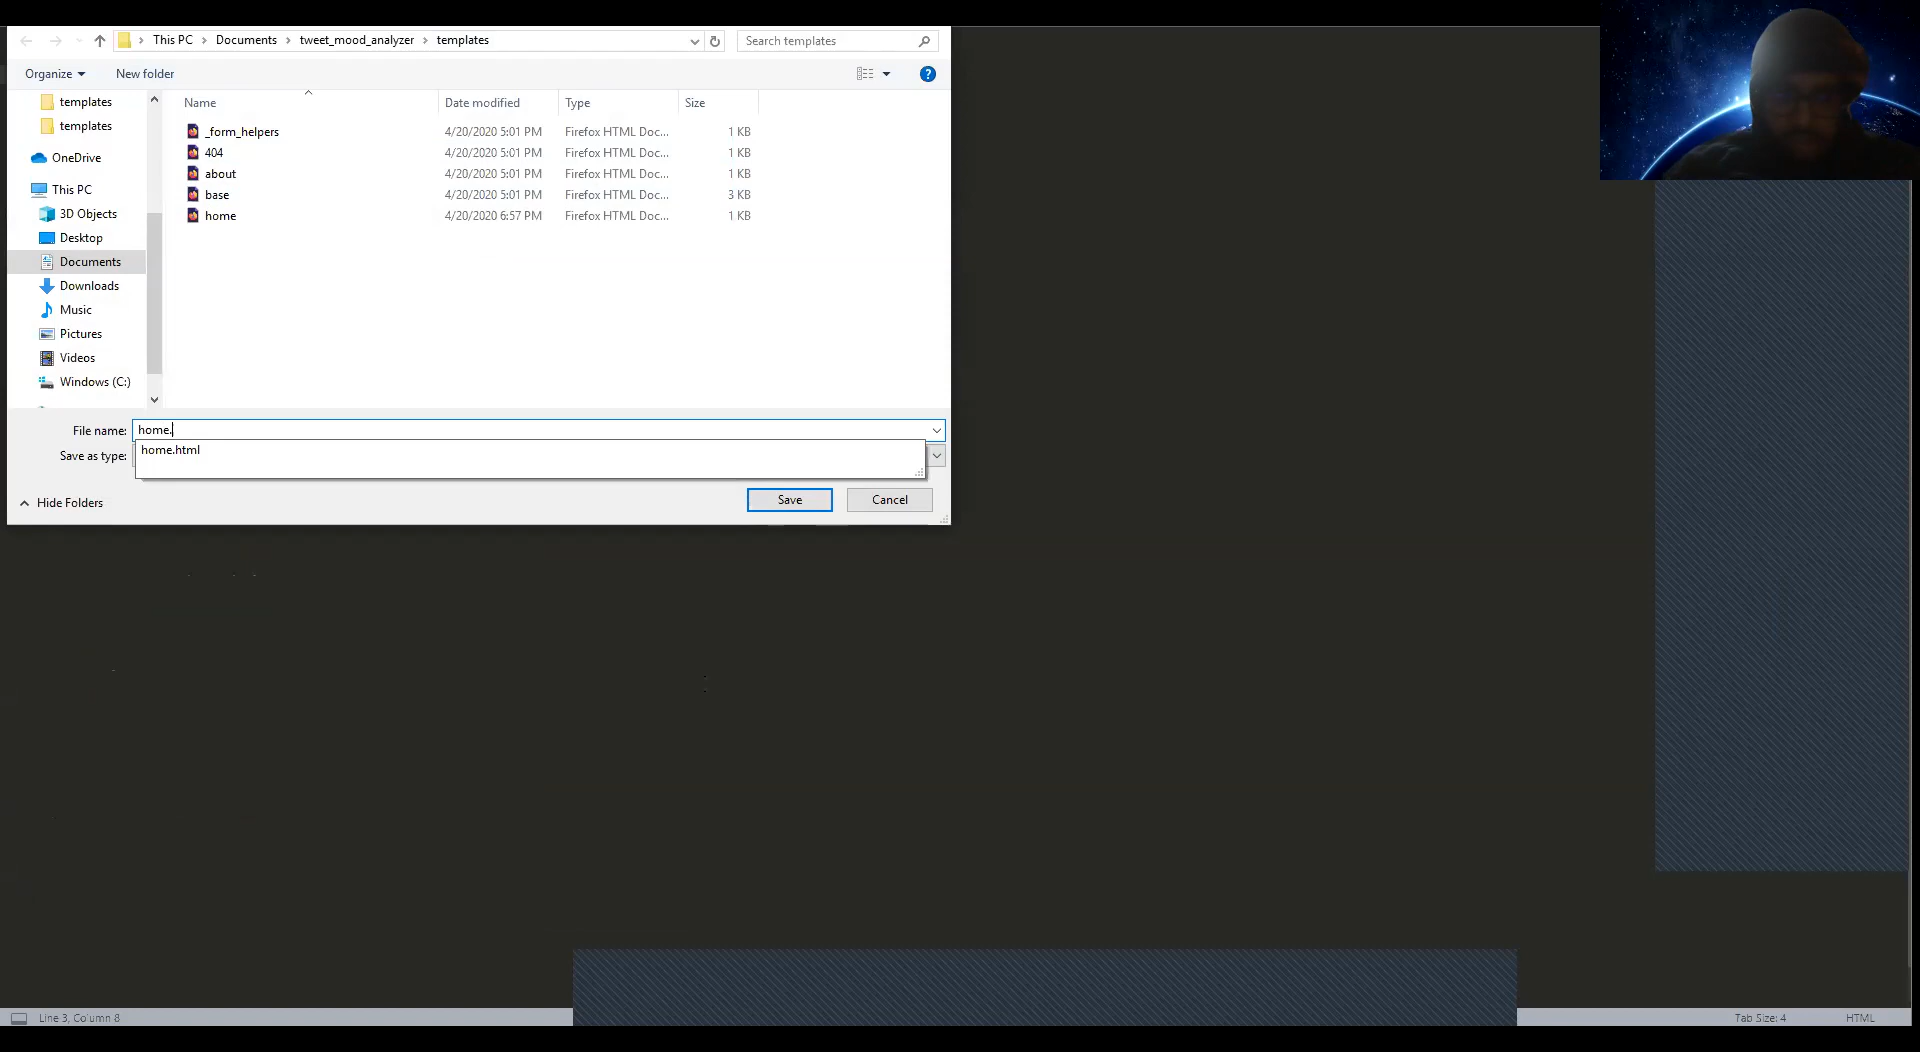 This PC > Documents > tweet_mood_analyzer > templates
Search templates
Organize
New folder
templates
templates
OneDrive
This PC
3D Objects
Desktop
Documents
Downloads
Music
Pictures
Videos
Windows (C:)
Name Date modified Type Size
_form_helpers 4/20/2020 5:01 PM Firefox HTML Doc... 1 KB
404 4/20/2020 5:01 PM Firefox HTML Doc... 1 KB
about 4/20/2020 5:01 PM Firefox HTML Doc... 1 KB
base 4/20/2020 5:01 PM Firefox HTML Doc... 3 KB
home 4/20/2020 6:57 PM Firefox HTML Doc... 1 KB
File name: home.
home.html
Save as type:
Hide Folders
Save
Cancel
Line 3, Column 8
Tab Size: 4
HTML